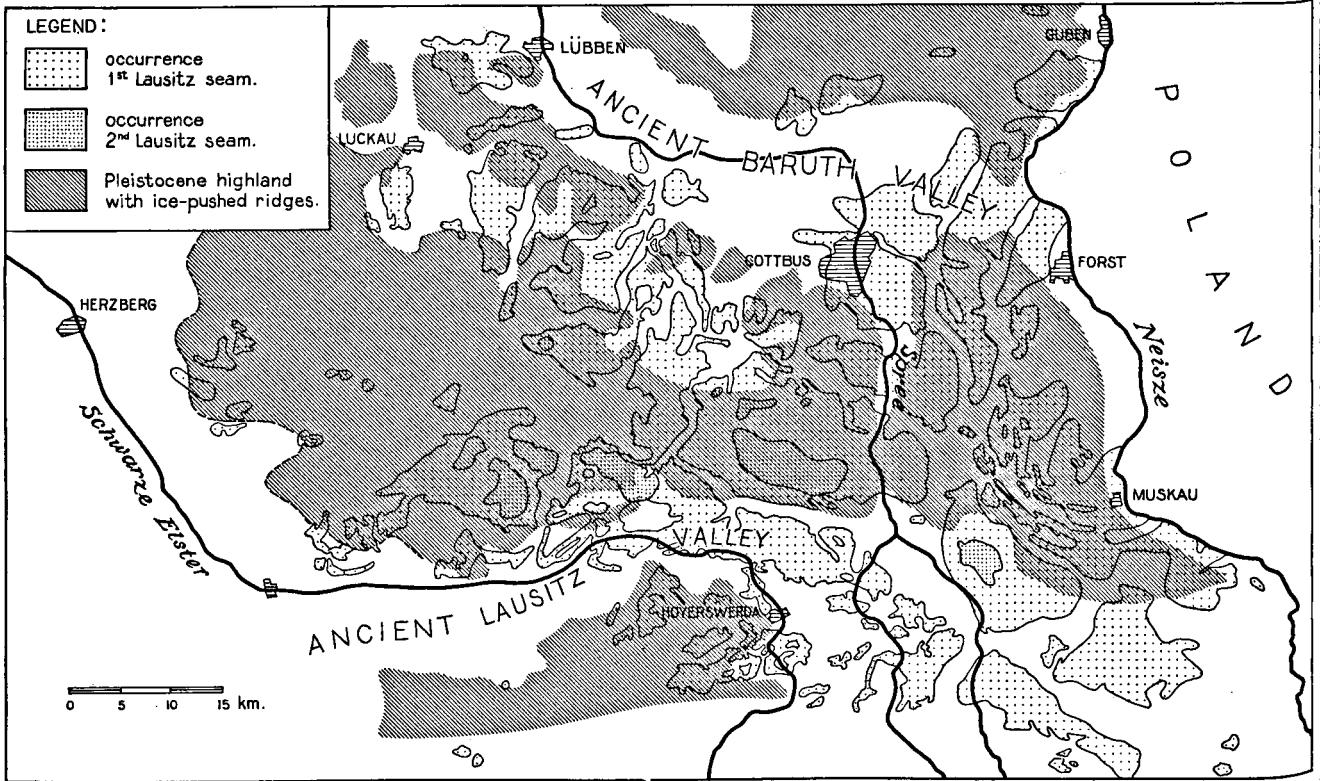 LEGEND:
occurrence
1st Lausitz seam.
occurrence
2nd Lausitz seam.
Pleistocene highland
with ice-pushed ridges.
LÜBBEN
GUBEN
LUCKAU
ANCIENT BARUTH VALLEY
POLAND
COTTBUS
FORST
HERZBERG
Spree
Neisze
Schwarze Elster
MUSKAU
VALLEY
ANCIENT LAUSITZ
HOYERSWERDA
0 5 10 15 km.